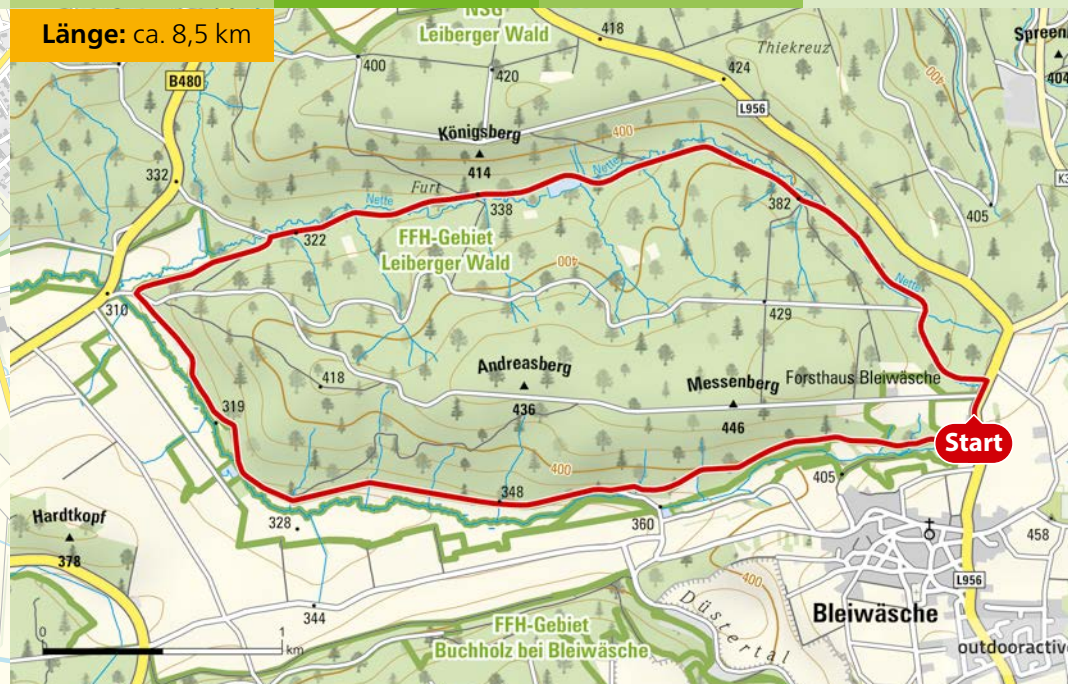 Länge: ca. 8,5 km
NSG
Leiberger Wald
418
Thiekreuz
400
420
424
400
404
B480
L956
Königsberg
400
414
Nette
332
Furt
Nette
338
382
405
322
FFH-Gebiet
Leiberger Wald
400
Nette
310
429
418
Andreasberg
436
Messenberg
446
Forsthaus Bleiwäsche
319
Start
400
348
405
328
360
Hardtkopf
378
458
400
L956
344
Düstertal
Bleiwäsche
FFH-Gebiet
Buchholz bei Bleiwäsche
0
1
km
outdooractive